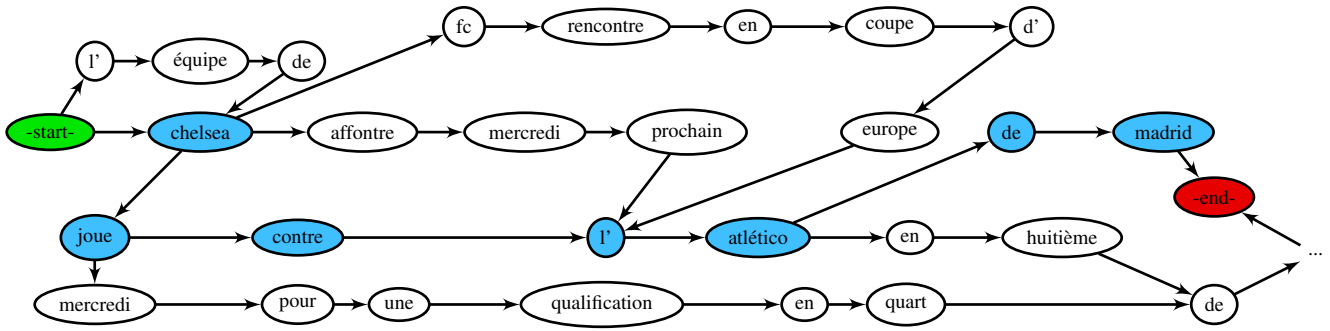 fc rencontre en coupe d'
l' équipe de
-start- chelsea affontre mercredi prochain europe de madrid
-end-
joue contre l' atlético en huitième
...
mercredi pour une qualification en quart de